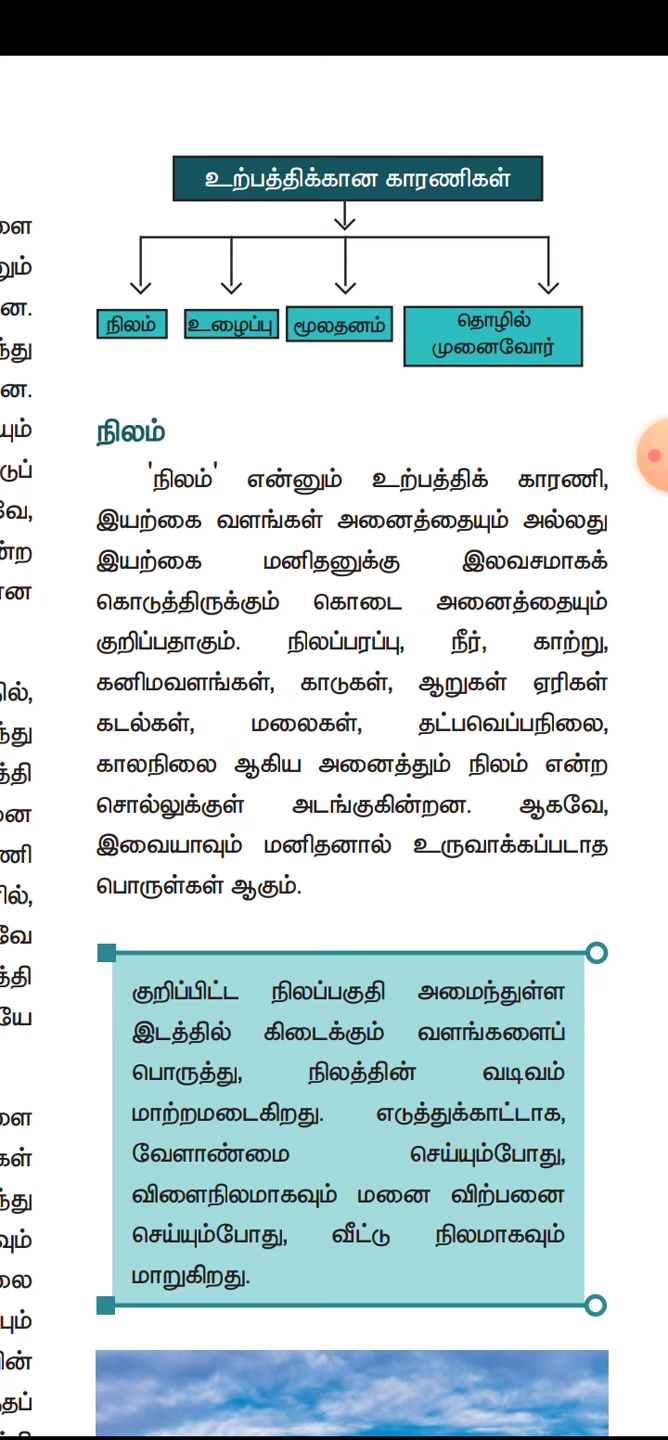 உற்பத்திக்கான காரணிகள்
நிலம்
உழைப்பு
மூலதனம்
தொழில்
முனைவோர்
நிலம்
'நிலம்' என்னும் உற்பத்திக் காரணி,
இயற்கை வளங்கள் அனைத்தையும் அல்லது
இயற்கை மனிதனுக்கு இலவசமாகக்
கொடுத்திருக்கும் கொடை அனைத்தையும்
குறிப்பதாகும். நிலப்பரப்பு, நீர், காற்று,
கனிமவளங்கள், காடுகள், ஆறுகள் ஏரிகள்
கடல்கள், மலைகள், தட்பவெப்பநிலை,
காலநிலை ஆகிய அனைத்தும் நிலம் என்ற
சொல்லுக்குள் அடங்குகின்றன. ஆகவே,
இவையாவும் மனிதனால் உருவாக்கப்படாத
பொருள்கள் ஆகும்.
குறிப்பிட்ட நிலப்பகுதி அமைந்துள்ள
இடத்தில் கிடைக்கும் வளங்களைப்
பொருத்து, நிலத்தின் வடிவம்
மாற்றமடைகிறது. எடுத்துக்காட்டாக,
வேளாண்மை செய்யும்போது,
விளைநிலமாகவும் மனை விற்பனை
செய்யும்போது, வீட்டு நிலமாகவும்
மாறுகிறது.